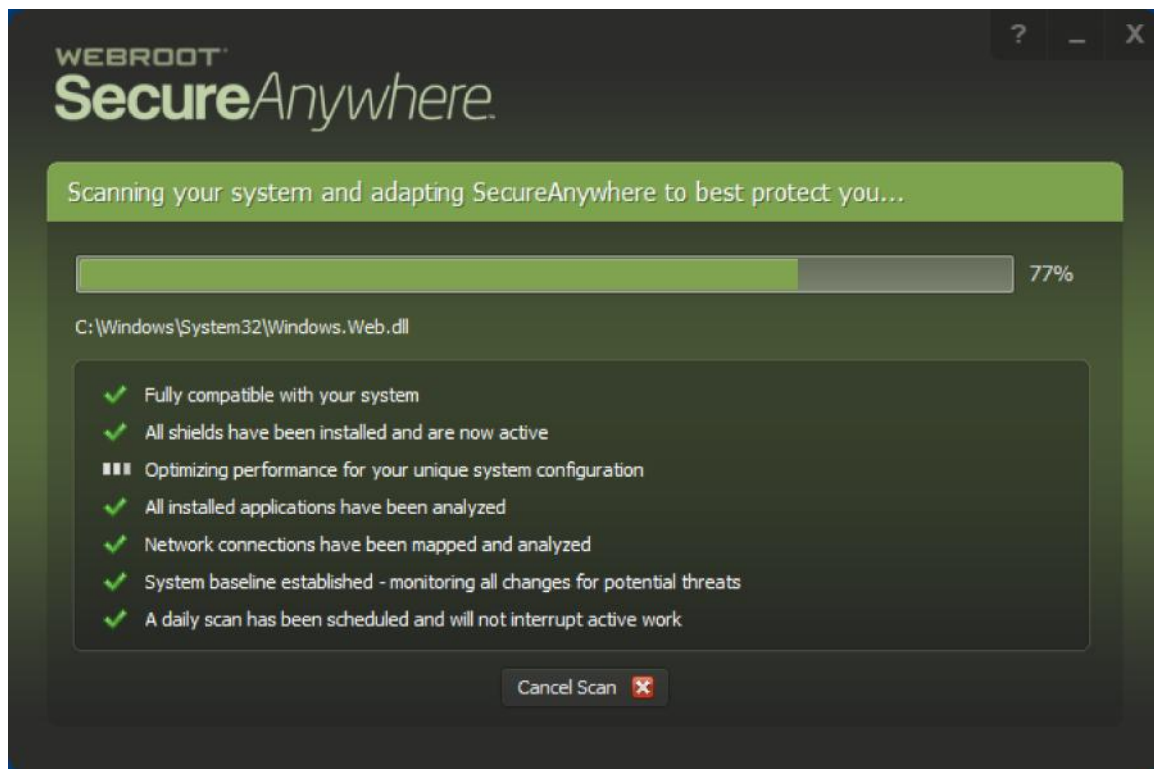 ? _ X
WEBROOT
SecureAnywhere
Scanning your system and adapting SecureAnywhere to best protect you...
77%
C:\Windows\System32\Windows.Web.dll
Fully compatible with your system
All shields have been installed and are now active
Optimizing performance for your unique system configuration
All installed applications have been analyzed
Network connections have been mapped and analyzed
System baseline established - monitoring all changes for potential threats
A daily scan has been scheduled and will not interrupt active work
Cancel Scan